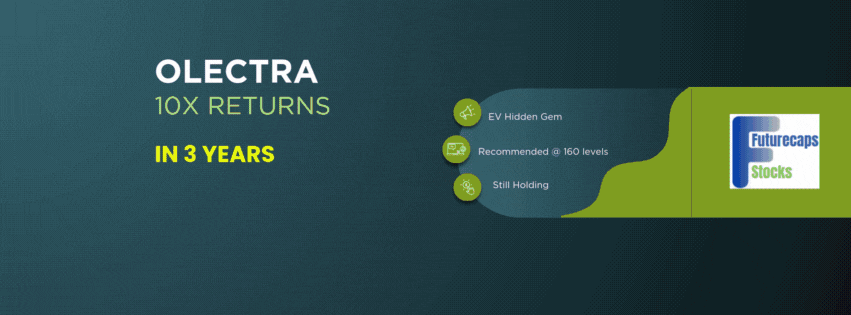 OLECTRA
10X RETURNS
IN 3 YEARS
EV Hidden Gem
Recommended @ 160 levels
Still Holding
Futurecaps
Stocks